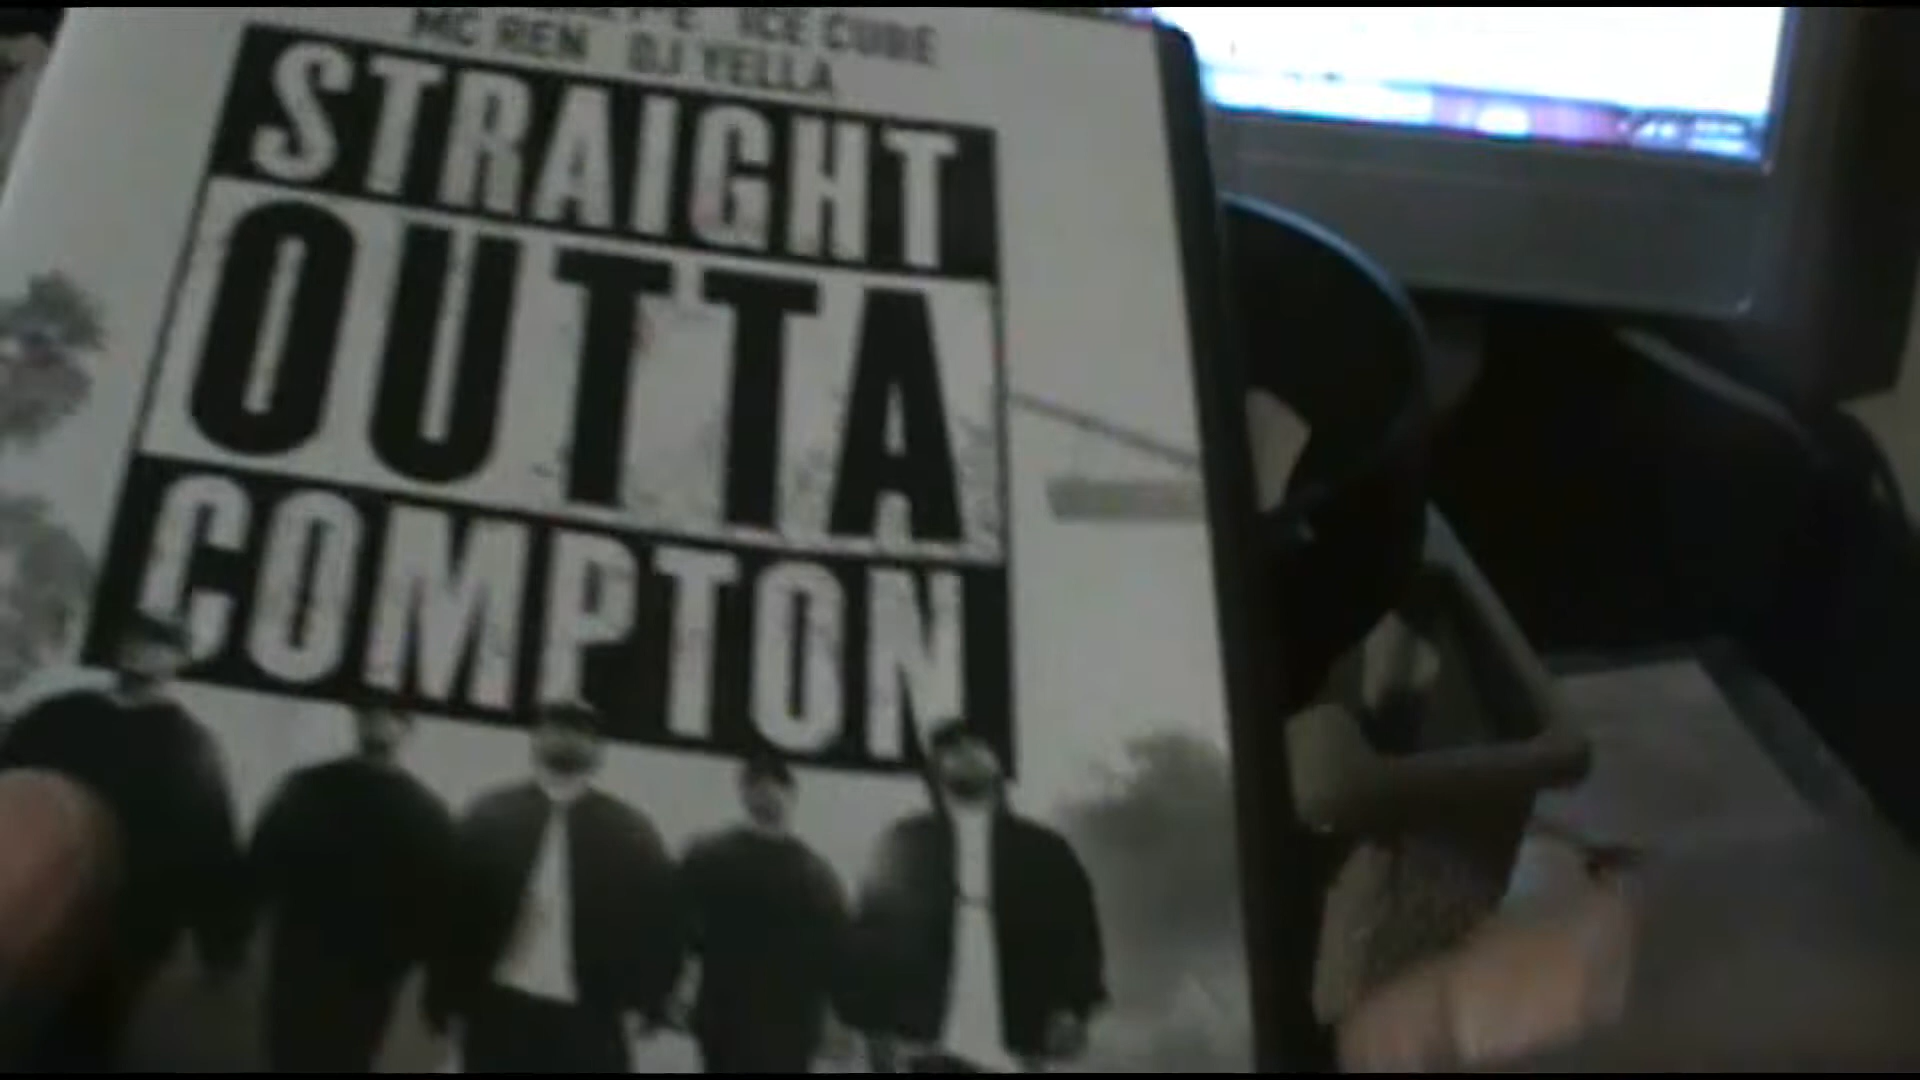 ICE CUBE
MC REN DJ YELLA
STRAIGHT
OUTTA
COMPTON